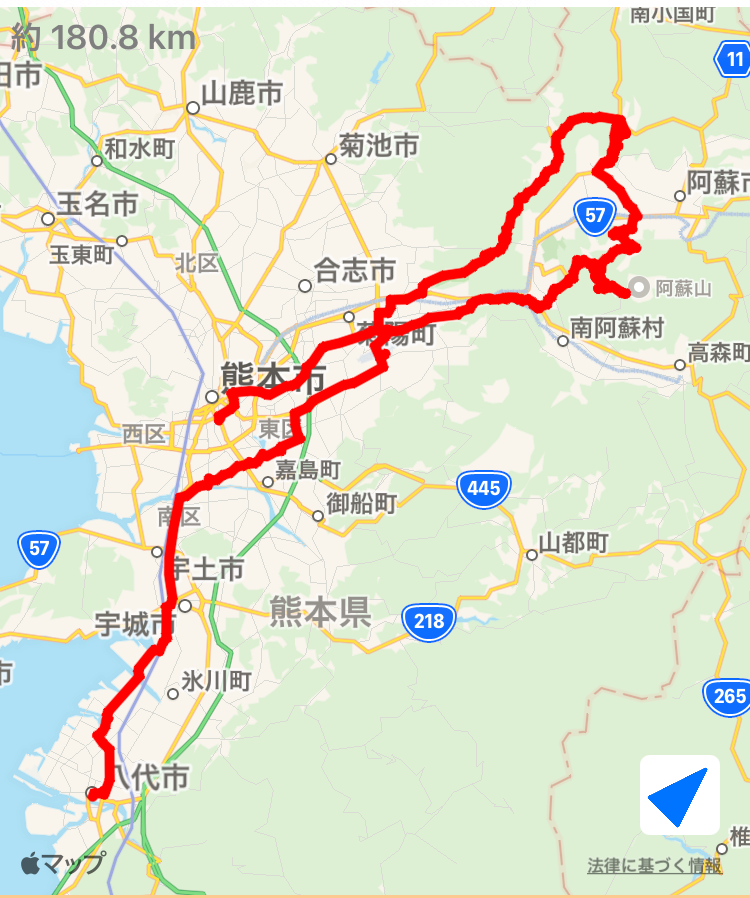 約 180.8 km
南小国町
11
田市
山鹿市
和水町
菊池市
阿蘇市
玉名市
57
玉東町
北区
合志市
阿蘇山
菊陽町
南阿蘇村
高森町
熊本市
西区
東区
嘉島町
445
御船町
南区
57
山都町
宇土市
熊本県
宇城市
218
市
氷川町
265
八代市
椎
マップ
法律に基づく情報